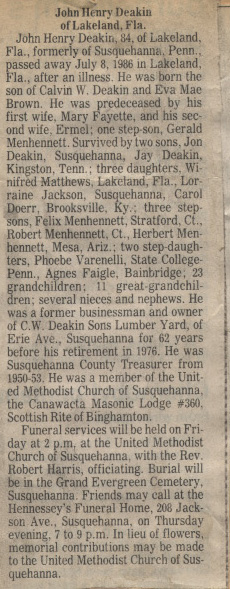 John Henry Deakin
of Lakeland, Fla.
John Henry Deakin, 84, of Lakeland,
Fla., formerly of Susquehanna, Penn.,
passed away July 8, 1986 in Lakeland,
Fla., after an illness. He was born the
son of Calvin W. Deakin and Eva Mae
Brown. He was predeceased by his
first wife, Mary Fayette, and his sec-
ond wife, Ermel; one step-son, Gerald
Menhennett. Survived by two sons, Jon
Deakin, Susquehanna, Jay Deakin,
Kingston, Tenn.; three daughters, Wi-
nifred Matthews, Lakeland, Fla., Lor-
raine Jackson, Susquehanna, Carol
Doerr, Brooksville, Ky.; three step-
sons, Felix Menhennett, Stratford, Ct.,
Robert Menhennett, Ct., Herbert Men-
hennett, Mesa, Ariz.; two step-daugh-
ters, Phoebe Varenelli, State College-
Penn., Agnes Faigle, Bainbridge; 23
grandchildren; 11 great-grandchil-
dren; several nieces and nephews. He
was a former businessman and owner
of C.W. Deakin Sons Lumber Yard, of
Erie Ave., Susquehanna for 62 years
before his retirement in 1976. He was
Susquehanna County Treasurer from
1950-53. He was a member of the Unit-
ed Methodist Church of Susquehanna,
the Canawacta Masonic Lodge #360,
Scottish Rite of Binghamton.
Funeral services will be held on Fri-
day at 2 p.m. at the United Methodist
Church of Susquehanna, with the Rev.
Robert Harris, officiating. Burial will
be in the Grand Evergreen Cemetery,
Susquehanna. Friends may call at the
Hennessey's Funeral Home, 208 Jack-
son Ave., Susquehanna, on Thursday
evening, 7 to 9 p.m. In lieu of flowers,
memorial contributions may be made
to the United Methodist Church of Sus-
quehanna.